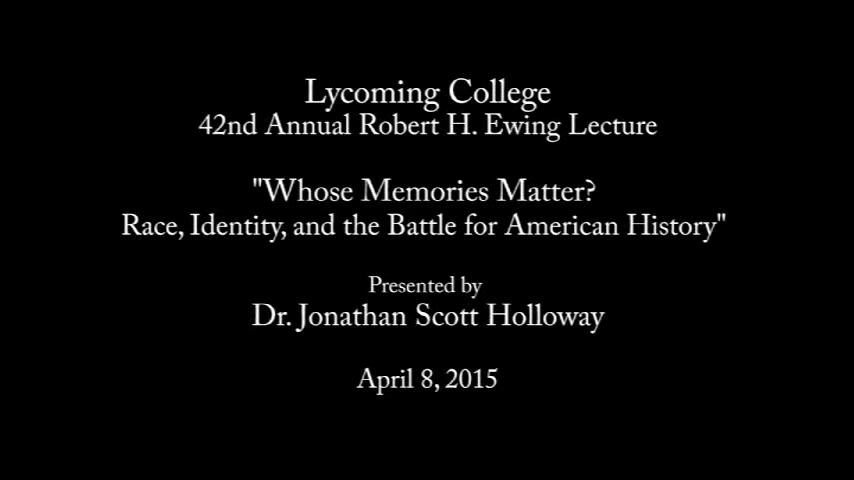 Lycoming College
42nd Annual Robert H. Ewing Lecture
"Whose Memories Matter?
Race, Identity, and the Battle for American History"
Presented by
Dr. Jonathan Scott Holloway
April 8, 2015